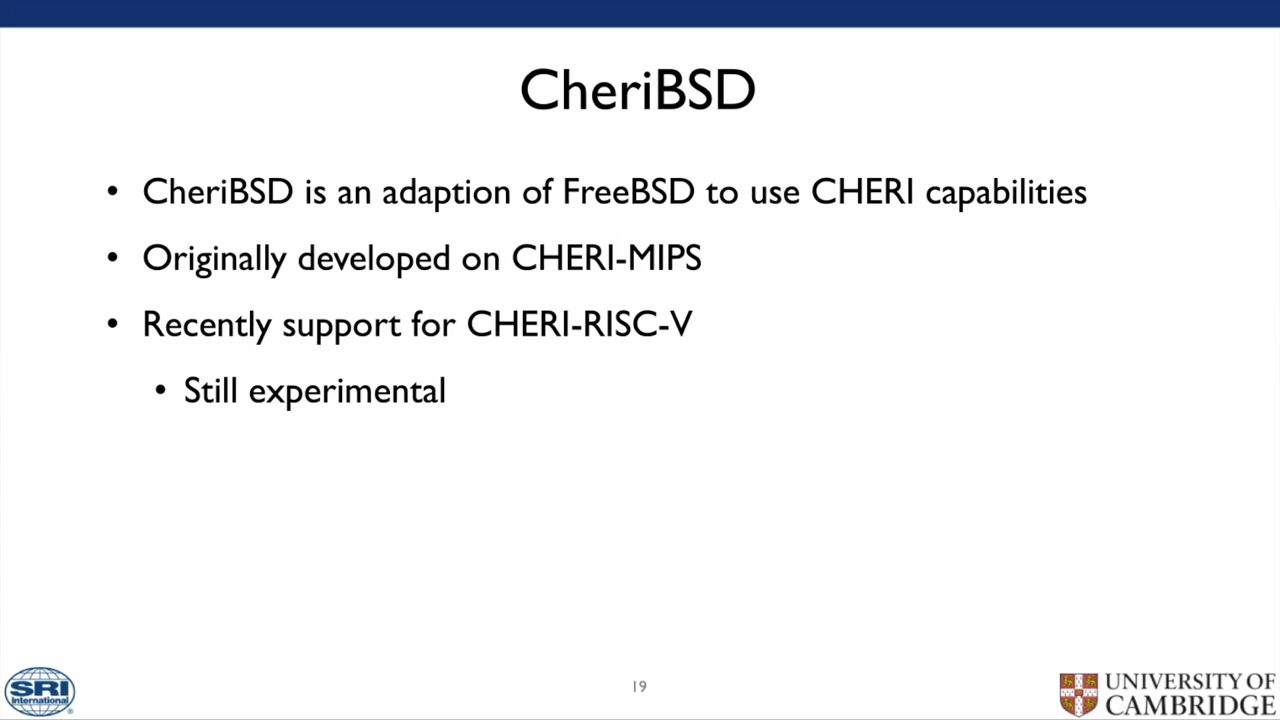 CheriBSD
• CheriBSD is an adaption of FreeBSD to use CHERI capabilities
• Originally developed on CHERI-MIPS
• Recently support for CHERI-RISC-V
• Still experimental
SRI
International®
19
UNIVERSITY OF
CAMBRIDGE